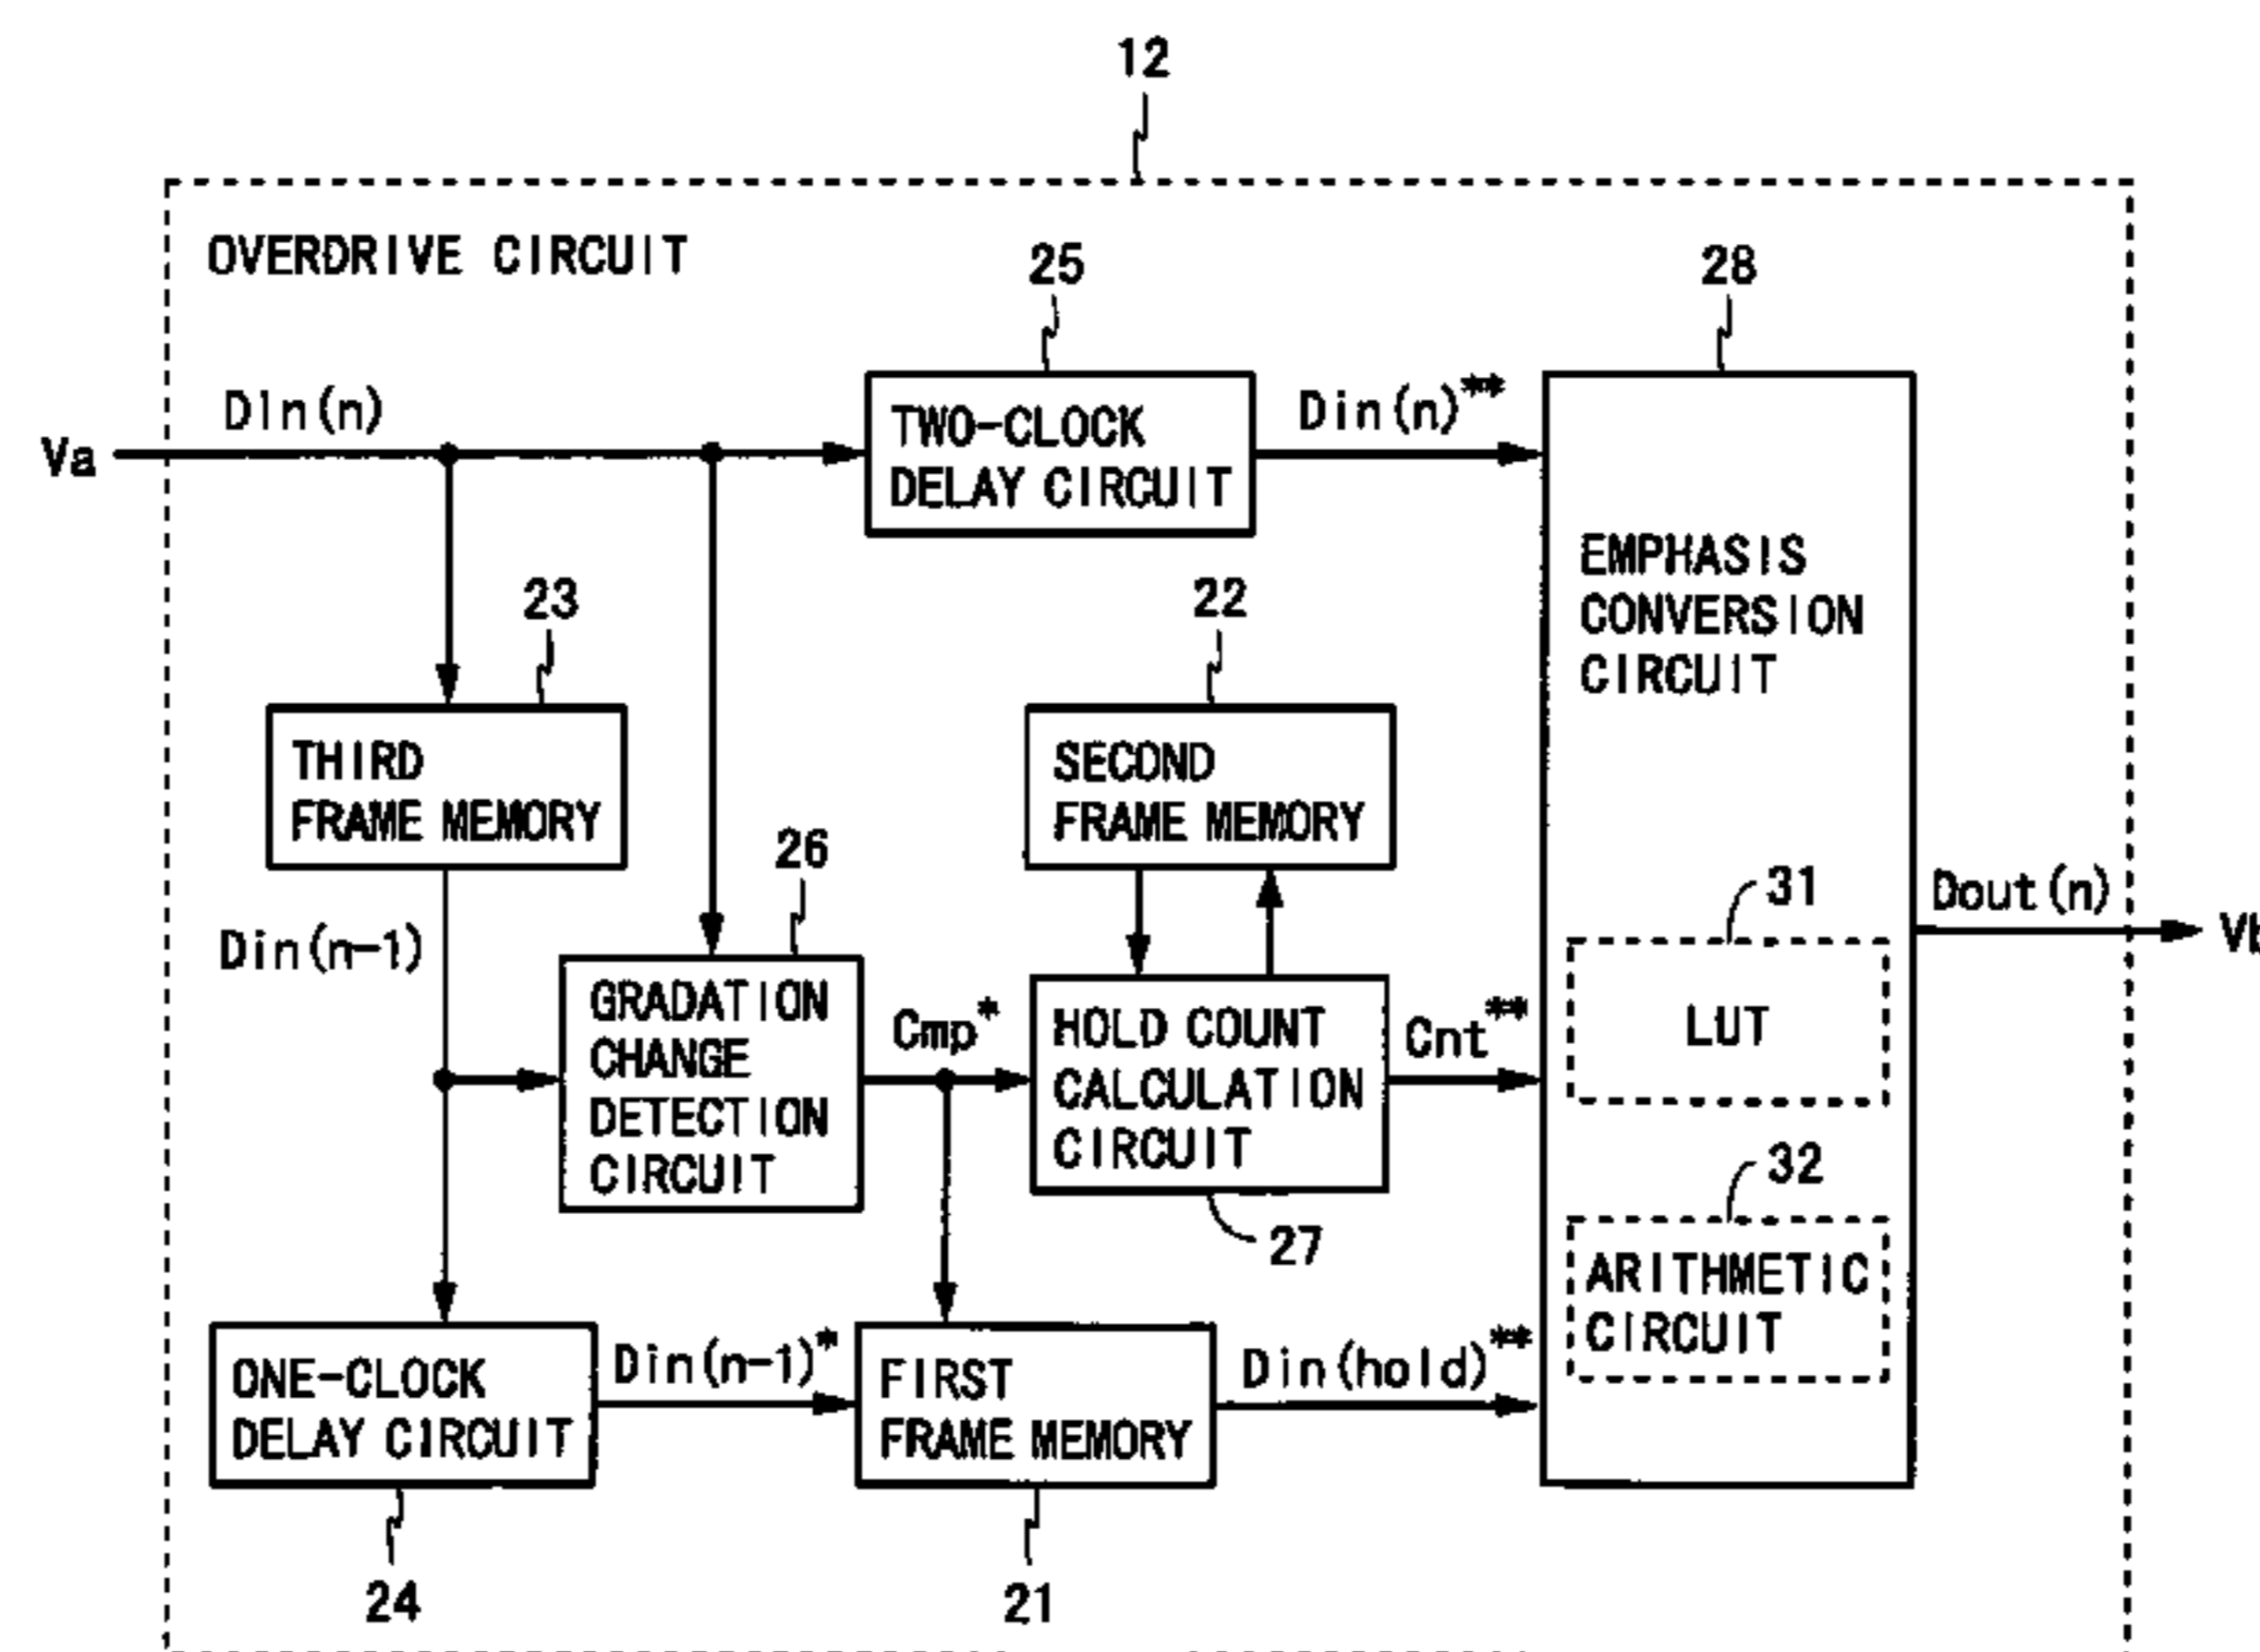 12
OVERDRIVE CIRCUIT
25
28
Din(n)
Va
TWO-CLOCK
DELAY CIRCUIT
Din(n)**
EMPHASIS
CONVERSION
CIRCUIT
23
22
THIRD
FRAME MEMORY
SECOND
FRAME MEMORY
26
31
Dout(n)
Din(n-1)
GRADATION
CHANGE
DETECTION
CIRCUIT
Cmp*
HOLD COUNT
CALCULATION
CIRCUIT
Cnt**
LUT
32
27
ARITHMETIC
CIRCUIT
ONE-CLOCK
DELAY CIRCUIT
Din(n-1)*
FIRST
FRAME MEMORY
Din(hold)**
24
21